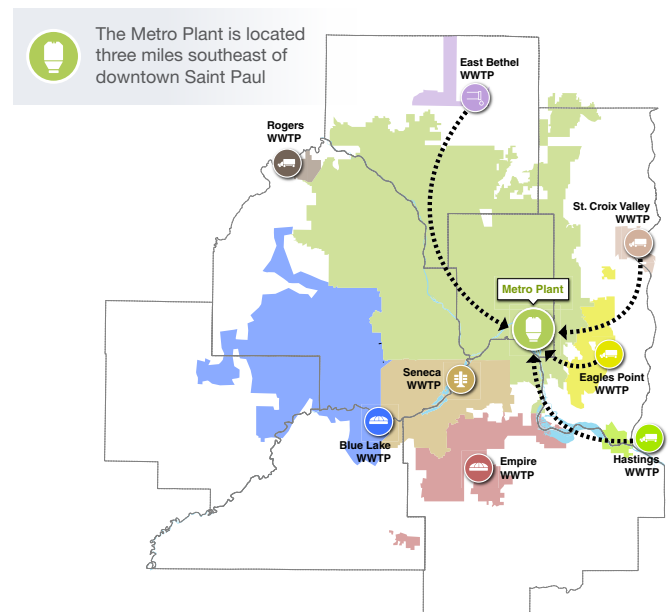 The Metro Plant is located
three miles southeast of
downtown Saint Paul
East Bethel
WWTP
Rogers
WWTP
St. Croix Valley
WWTP
Metro Plant
Seneca
WWTP
Eagles Point
WWTP
Blue Lake
WWTP
Empire
WWTP
Hastings
WWTP